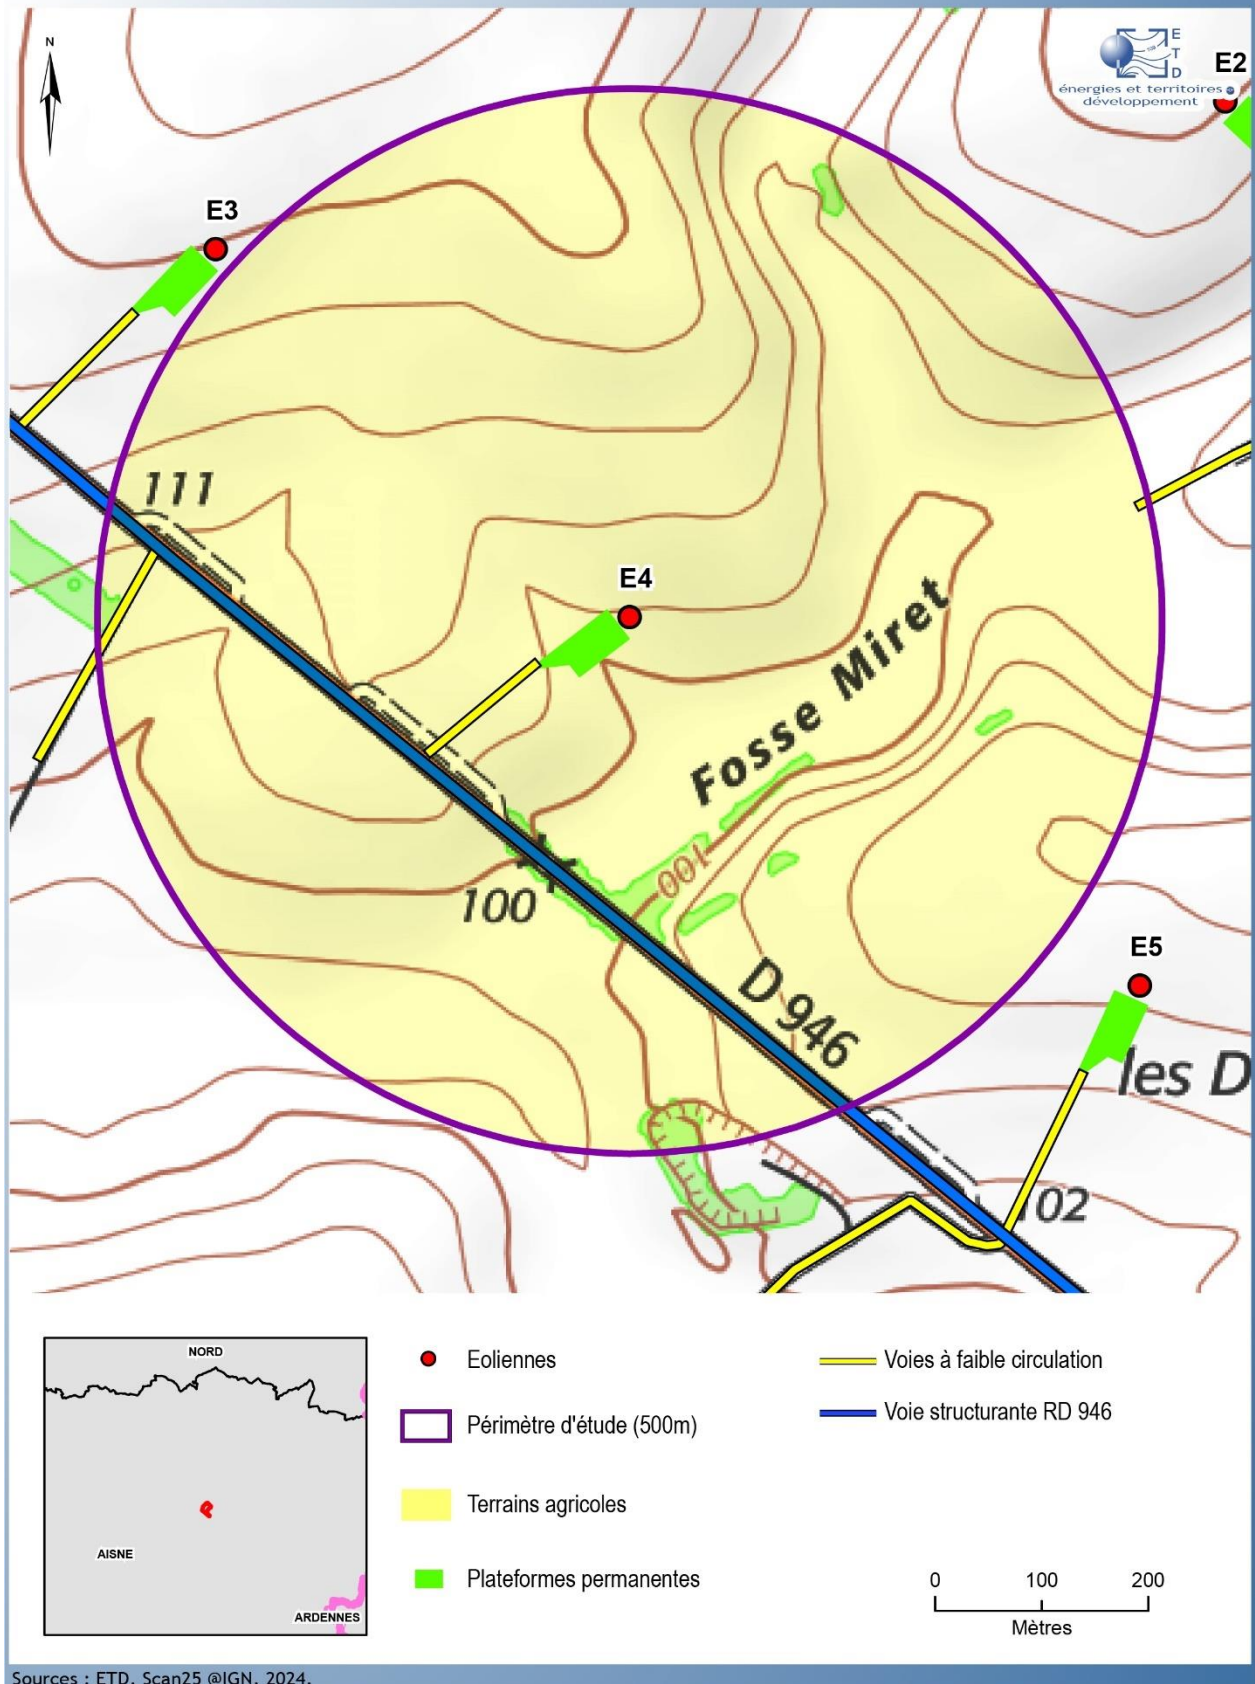 N
E T D
énergies et territoires
développement
E2
E3
111
E4
Fosse Miret
100
100
D 946
E5
les D
102
NORD
AISNE
ARDENNES
Eoliennes
Périmètre d'étude (500m)
Terrains agricoles
Plateformes permanentes
Voies à faible circulation
Voie structurante RD 946
0 100 200
Mètres
Sources : ETD, Scan25 @IGN, 2024.